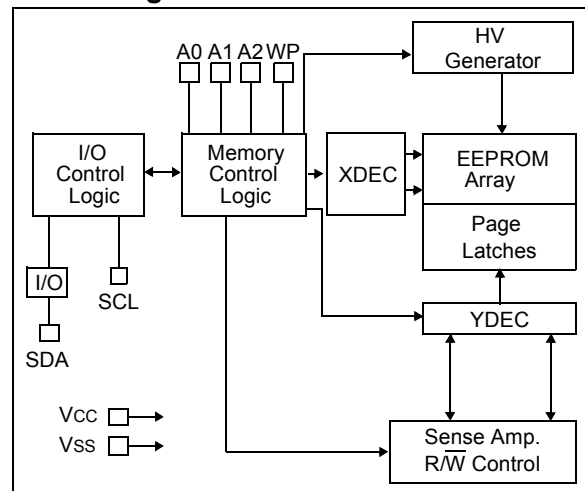 A0 A1 A2 WP
HV
Generator
I/O
Control
Logic
Memory
Control
Logic
XDEC
EEPROM
Array
Page
Latches
I/O
SCL
SDA
YDEC
VCC
VSS
Sense Amp.
R/W̅ Control